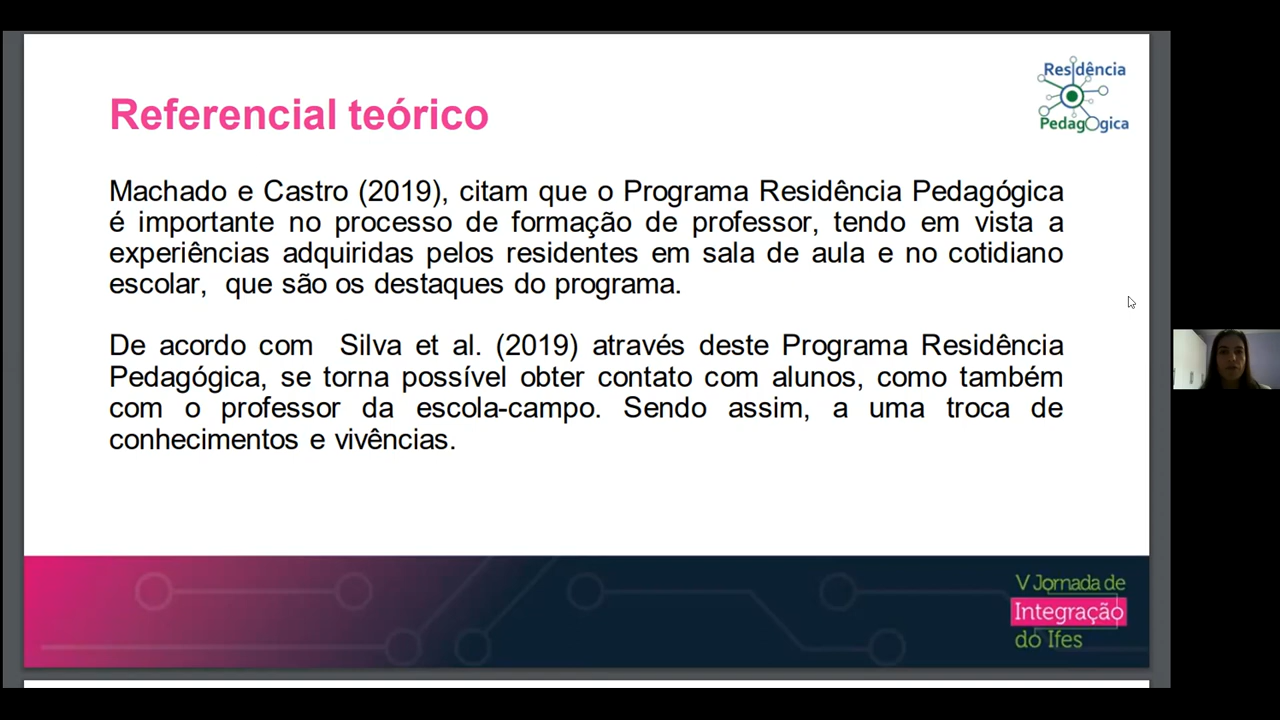 Residência
Pedagógica
Referencial teórico
Machado e Castro (2019), citam que o Programa Residência Pedagógica
é importante no processo de formação de professor, tendo em vista a
experiências adquiridas pelos residentes em sala de aula e no cotidiano
escolar,  que são os destaques do programa.
De acordo com  Silva et al. (2019) através deste Programa Residência
Pedagógica, se torna possível obter contato com alunos, como também
com o professor da escola-campo. Sendo assim, a uma troca de
conhecimentos e vivências.
V Jornada de
Integração
do Ifes